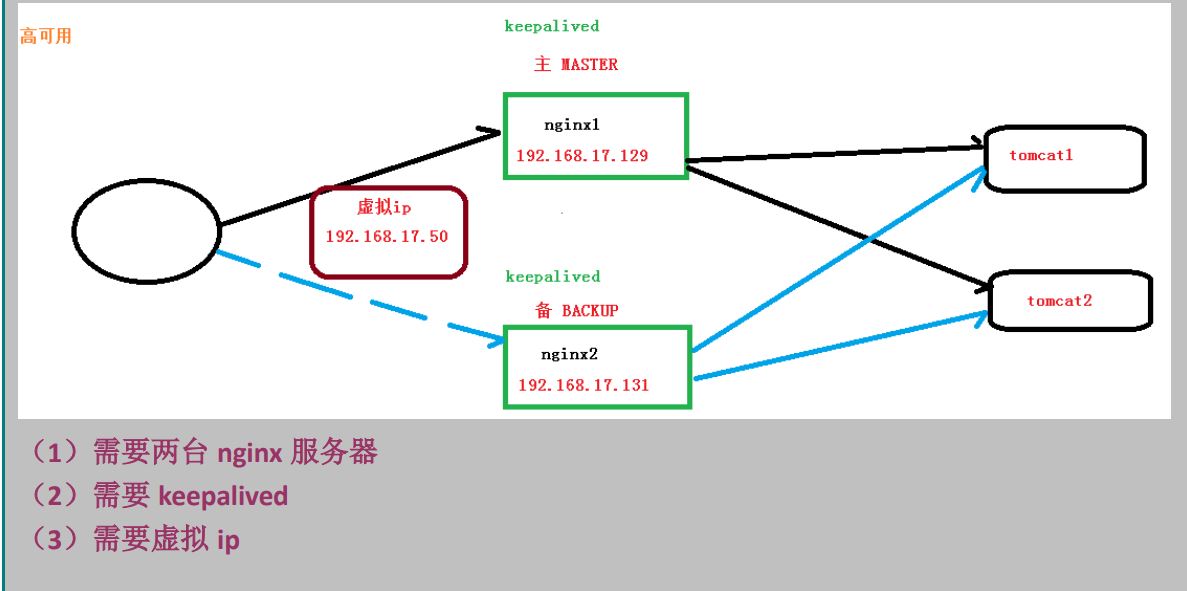 高可用
keepalived
主 MASTER
nginx1
192.168.17.129
虚拟ip
192.168.17.50
keepalived
备 BACKUP
nginx2
192.168.17.131
tomcat1
tomcat2
（1）需要两台 nginx 服务器
（2）需要 keepalived
（3）需要虚拟 ip